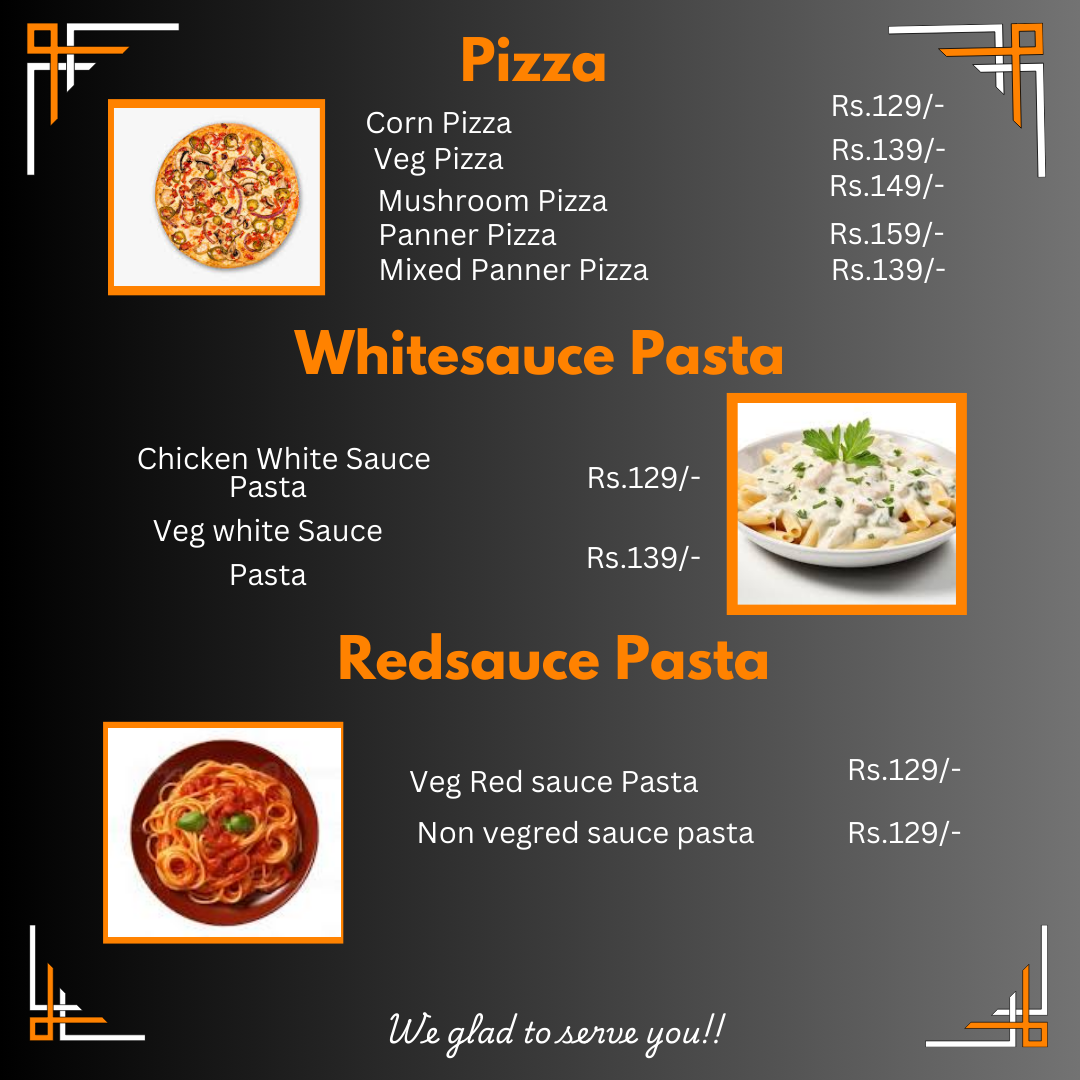 Pizza
Corn Pizza Rs.129/-
Veg Pizza Rs.139/-
Mushroom Pizza Rs.149/-
Panner Pizza Rs.159/-
Mixed Panner Pizza Rs.139/-
Whitesauce Pasta
Chicken White Sauce
Pasta Rs.129/-
Veg white Sauce
Pasta Rs.139/-
Redsauce Pasta
Veg Red sauce Pasta Rs.129/-
Non vegred sauce pasta Rs.129/-
We glad to serve you!!